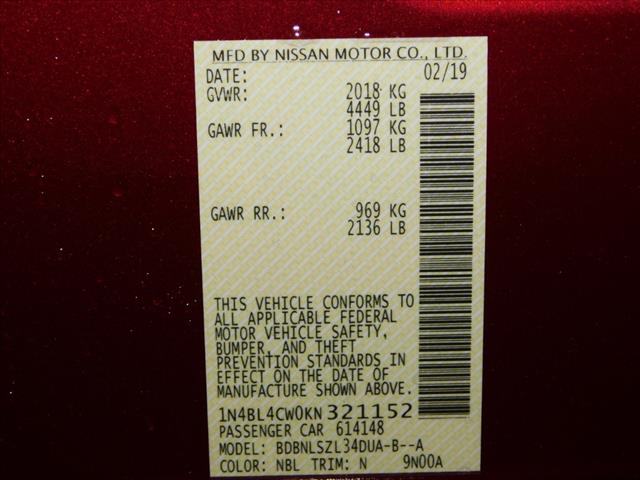 MFD BY NISSAN MOTOR CO., LTD.
DATE: 02/19
GVWR: 2018 KG
4449 LB
GAWR FR.: 1097 KG
2418 LB
GAWR RR.: 969 KG
2136 LB
THIS VEHICLE CONFORMS TO
ALL APPLICABLE FEDERAL
MOTOR VEHICLE SAFETY,
BUMPER, AND THEFT
PREVENTION STANDARDS IN
EFFECT ON THE DATE OF
MANUFACTURE SHOWN ABOVE.
1N4BL4CW0KN321152
PASSENGER CAR 614148
MODEL: BDBNLSZL34DUA-B--A
COLOR: NBL TRIM: N 9N00A